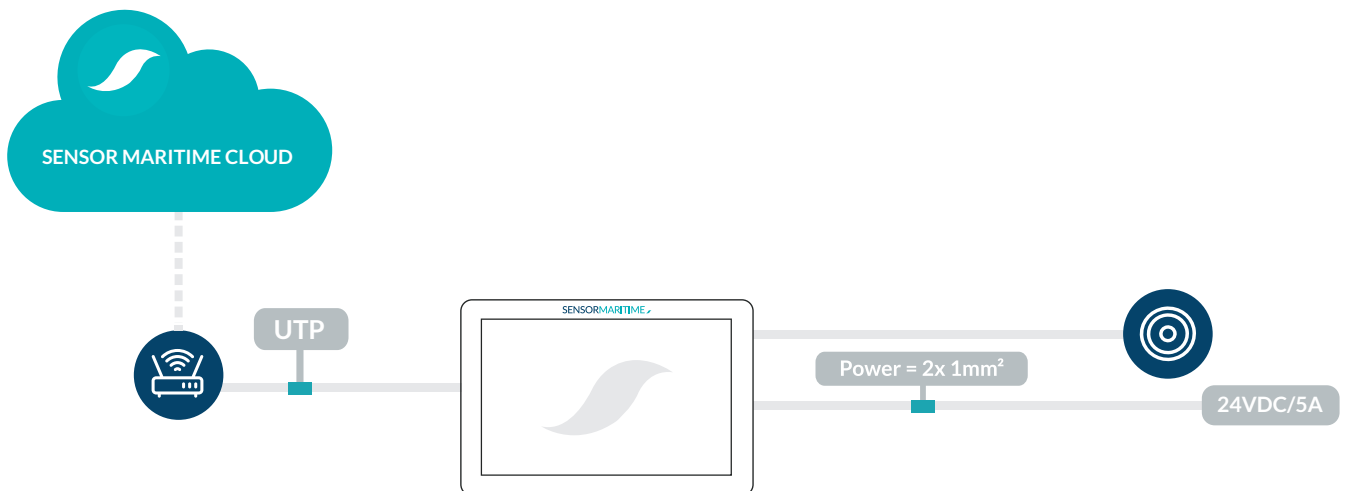 SENSOR MARITIME CLOUD
UTP
SENSORMARITIME
Power = 2x 1mm²
24VDC/5A